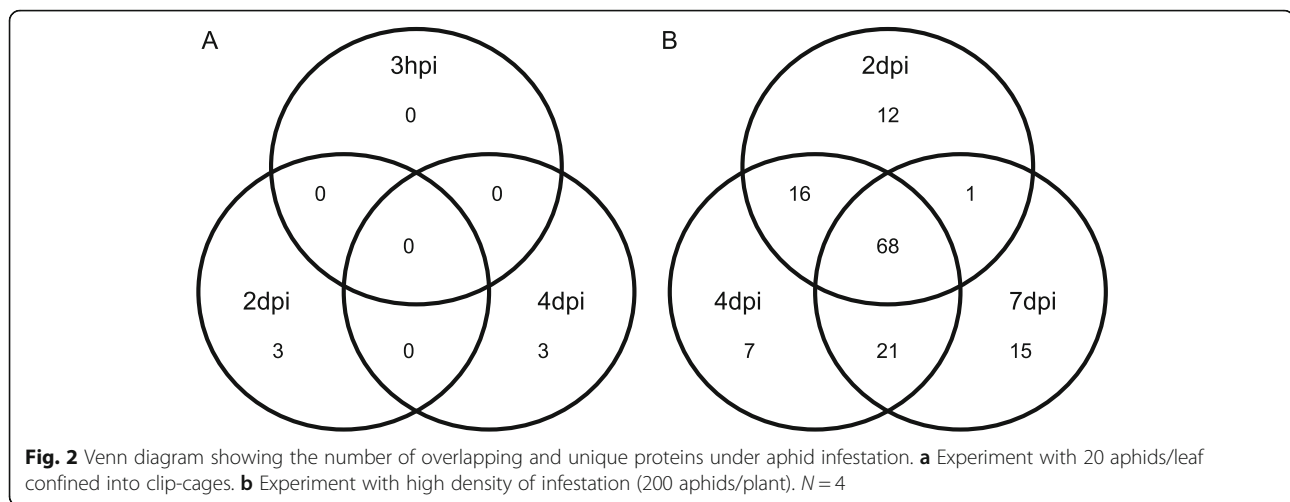 A
3hpi
0
0
0
0
2dpi
4dpi
3
0
3
B
2dpi
12
16
1
68
4dpi
7dpi
7
21
15
Fig. 2 Venn diagram showing the number of overlapping and unique proteins under aphid infestation. a Experiment with 20 aphids/leaf
confined into clip-cages. b Experiment with high density of infestation (200 aphids/plant). N = 4